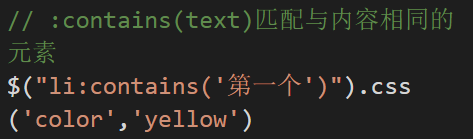 // :contains(text)匹配与内容相同的
元素
$("li:contains('第一个')").css
('color','yellow')